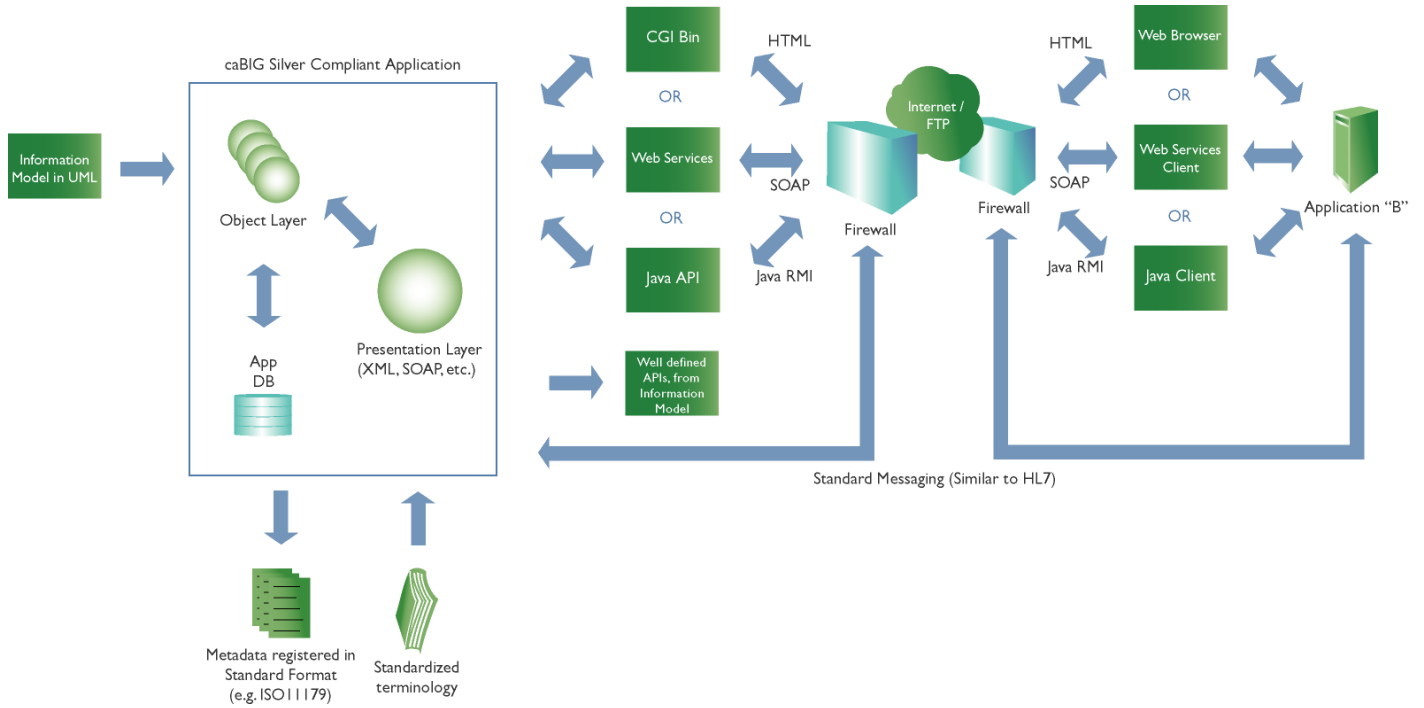 caBIG Silver Compliant Application
Information
Model in UML
Object Layer
Presentation Layer
(XML, SOAP, etc.)
App
DB
Metadata registered in
Standard Format
(e.g. ISO11179)
Standardized
terminology
CGI Bin
OR
Web Services
OR
Java API
Well defined
APIs, from
Information
Model
HTML
SOAP
Java RMI
Firewall
Internet /
FTP
Firewall
HTML
SOAP
Java RMI
Web Browser
OR
Web Services
Client
OR
Java Client
Application “B”
Standard Messaging (Similar to HL7)